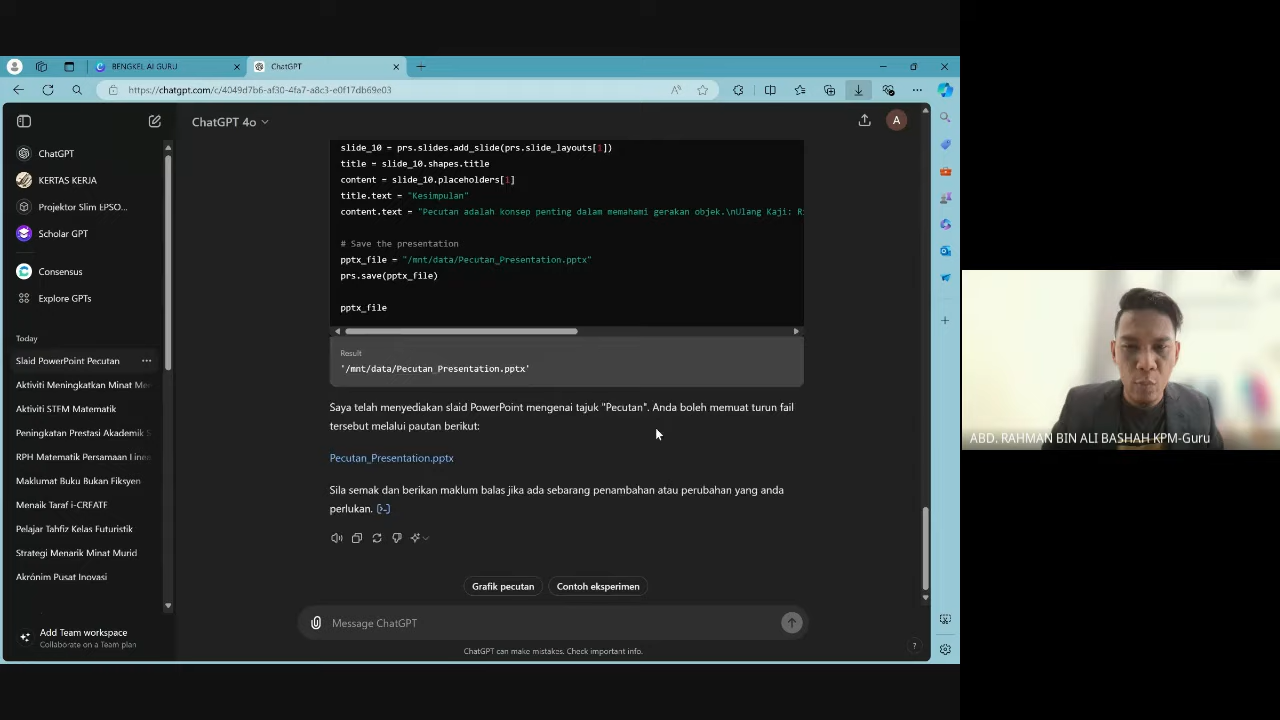 BENGKEL AI GURU
ChatGPT
https://chatgpt.com/c/4049d7b6-af30-4fa7-a8c3-e0f17db69e03
ChatGPT 4o
A
ChatGPT
KERTAS KERJA
Projektor Slim EPSO...
Scholar GPT
Consensus
Explore GPTs
Today
Slaid PowerPoint Pecutan
Aktiviti Meningkatkan Minat Me
Aktiviti STEM Matematik
Peningkatan Prestasi Akademik S
RPH Matematik Persamaan Line
Maklumat Buku Bukan Fiksyen
Menaik Taraf i-CREATE
Pelajar Tahfiz Kelas Futuristik
Strategi Menarik Minat Murid
Akrónim Pusat Inovasi
Add Team workspace
Collaborate on a Team plan
slide_10 = prs.slides.add_slide(prs.slide_layouts[1])
title = slide_10.shapes.title
content = slide_10.placeholders[1]
title.text = "Kesimpulan"
content.text = "Pecutan adalah konsep penting dalam memahami gerakan objek.\nUlang Kaji: R
# Save the presentation
pptx_file = "/mnt/data/Pecutan_Presentation.pptx"
prs.save(pptx_file)
pptx_file
Result
'/mnt/data/Pecutan_Presentation.pptx'
Saya telah menyediakan slaid PowerPoint mengenai tajuk "Pecutan". Anda boleh memuat turun fail
tersebut melalui pautan berikut:
Pecutan_Presentation.pptx
Sila semak dan berikan maklum balas jika ada sebarang penambahan atau perubahan yang anda
perlukan. [>_]
Grafik pecutan
Contoh eksperimen
Message ChatGPT
ChatGPT can make mistakes. Check important info.
?
ABD. RAHMAN BIN ALI BASHAH KPM-Guru